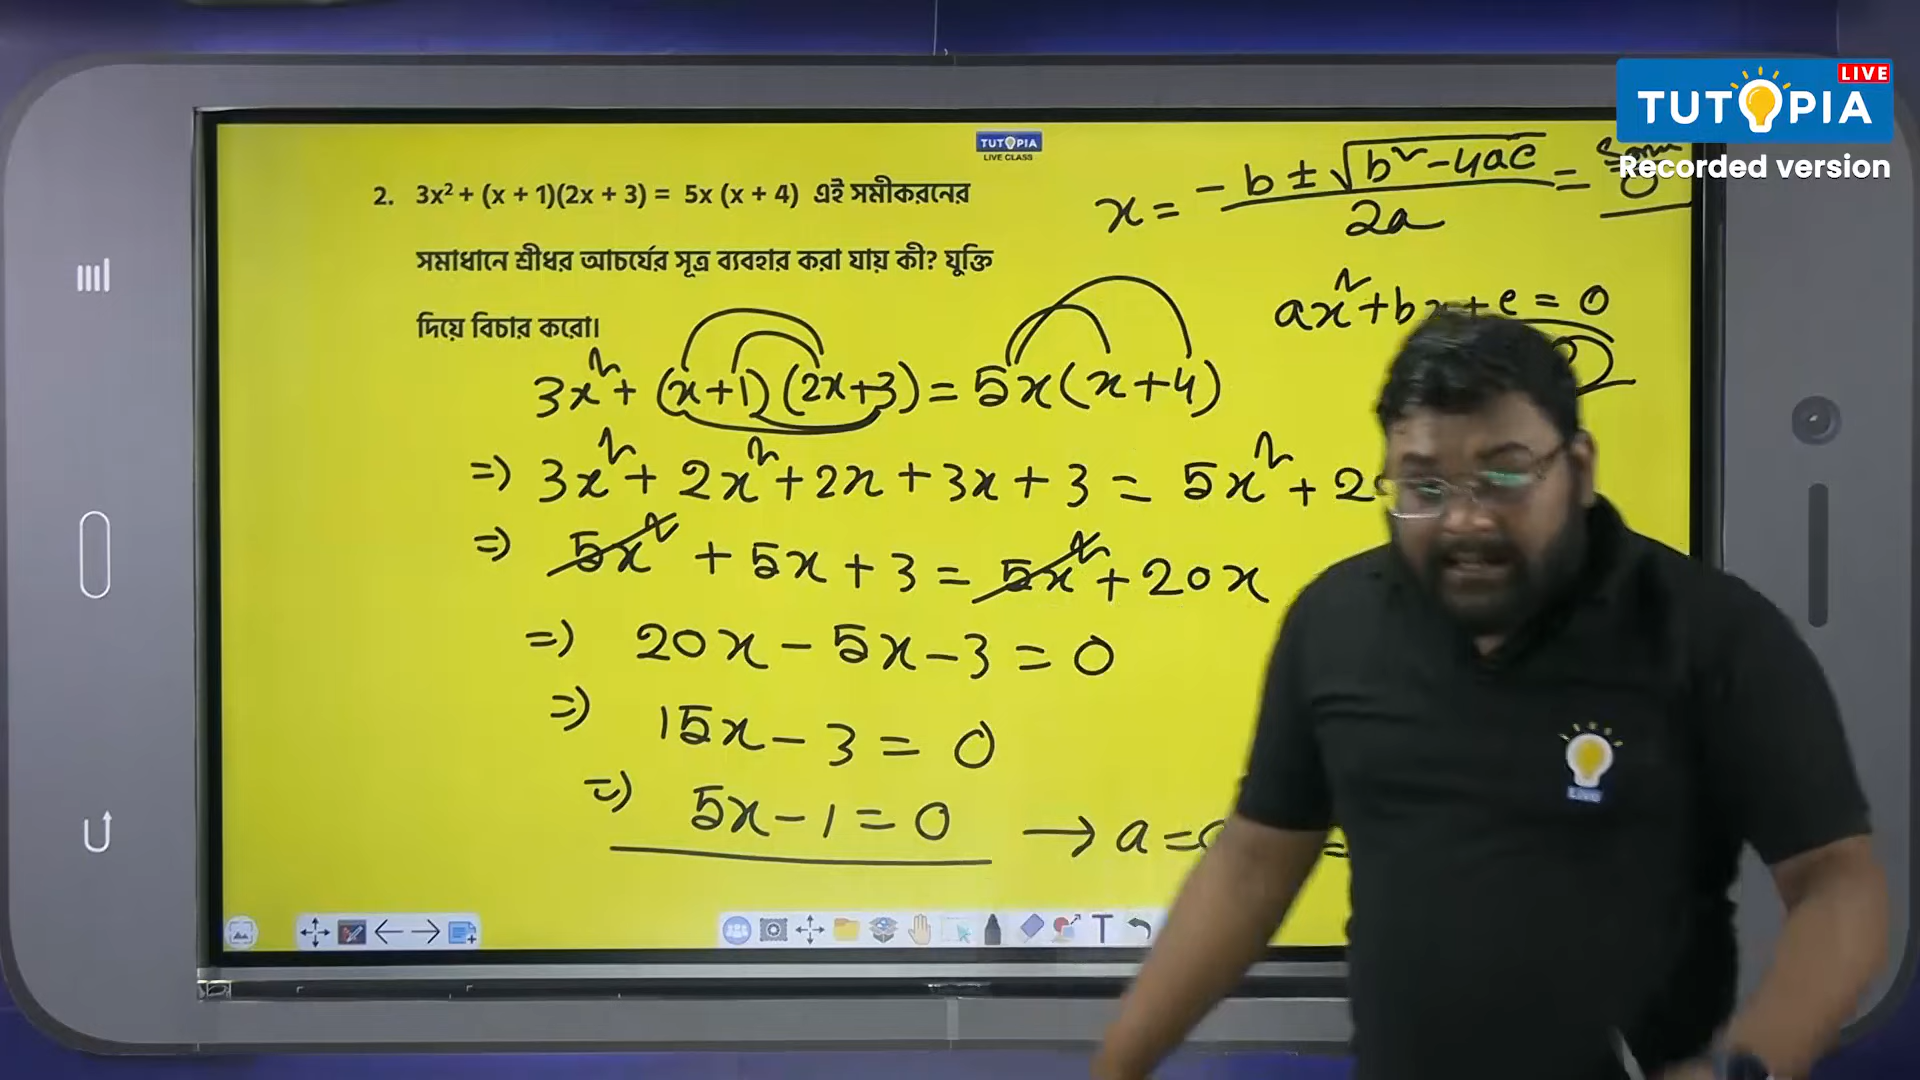 LIVE
TUTOPIA
Recorded version
TUTOPIA
LIVE CLASS
2. 3x² + (x + 1)(2x + 3) = 5x (x + 4) এই সমীকরনের
সমাধানে শ্রীধর আচর্যের সূত্র ব্যবহার করা যায় কী? যুক্তি
দিয়ে বিচার করো।
x = -b ± √b² - 4ac =
2a
ax² + bx + c = 0
3x² + (x+1) (2x+3) = 5x(x+4)
=) 3x² + 2x² + 2x + 3x + 3 = 5x² + 2
=) 5x² + 5x + 3 = 5x² + 20x
=) 20x - 5x - 3 = 0
=) 15x - 3 = 0
=) 5x - 1 = 0 → a =
T
LIVE